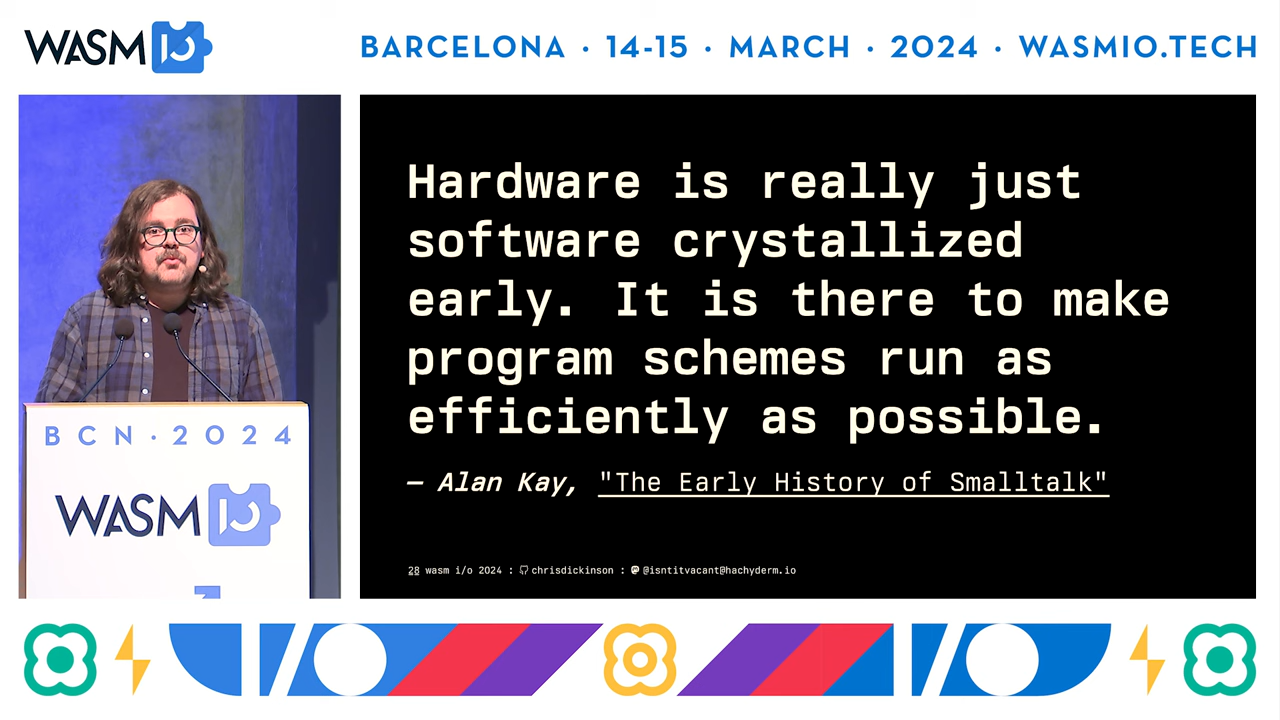 WASM IO
BARCELONA · 14-15 · MARCH · 2024 · WASMIO.TECH
Hardware is really just
software crystallized
early. It is there to make
program schemes run as
efficiently as possible.
— Alan Kay, "The Early History of Smalltalk"
28 wasm i/o 2024 : chrisdickinson : @isntitvacant@hachyderm.io
BCN·2024
WASM IO
I/O
I/O